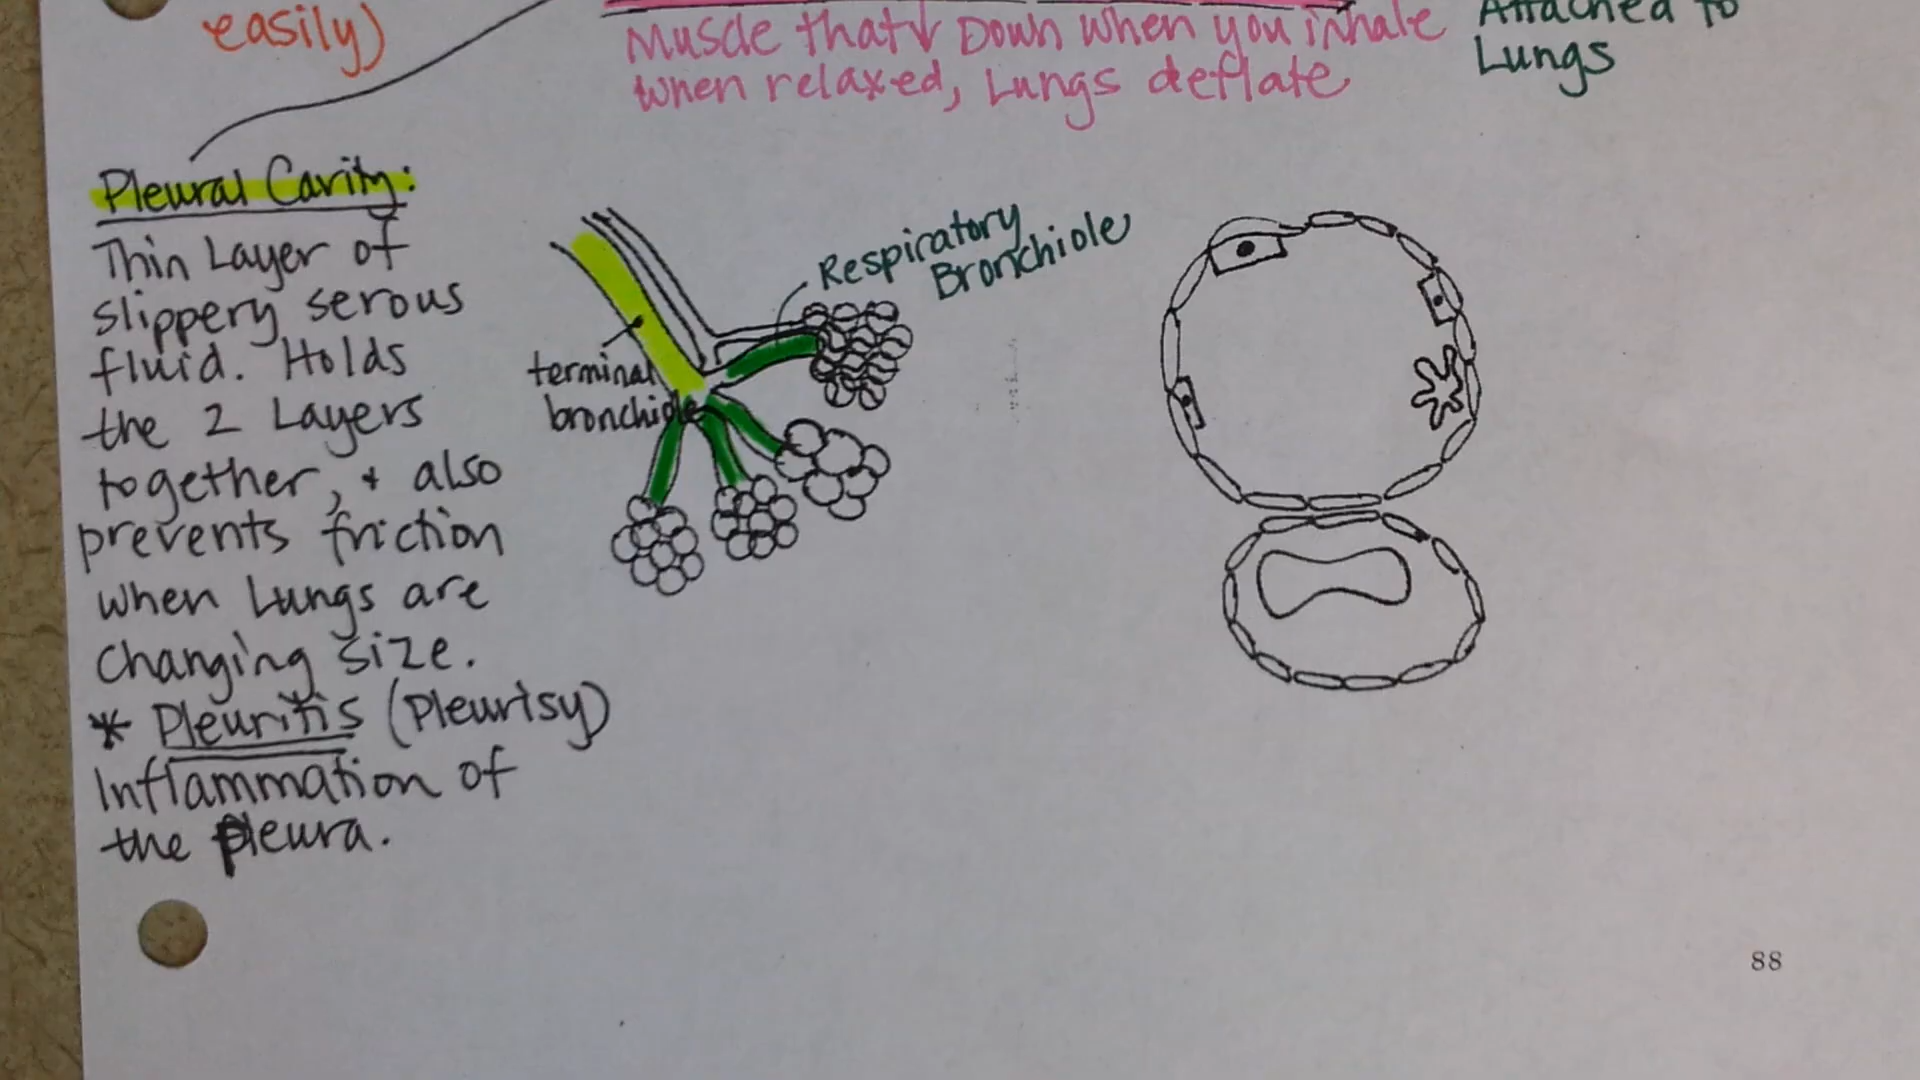 easily)
Muscle that ↓ Down when you inhale
when relaxed, Lungs deflate
Attached to
Lungs
Pleural Cavity:
Thin Layer of
slippery serous
fluid. Holds
the 2 Layers
together, + also
prevents friction
when Lungs are
changing size.
* Pleuritis (Pleurisy)
Inflammation of
the Pleura.
terminal
bronchiole
Respiratory
Bronchiole
88